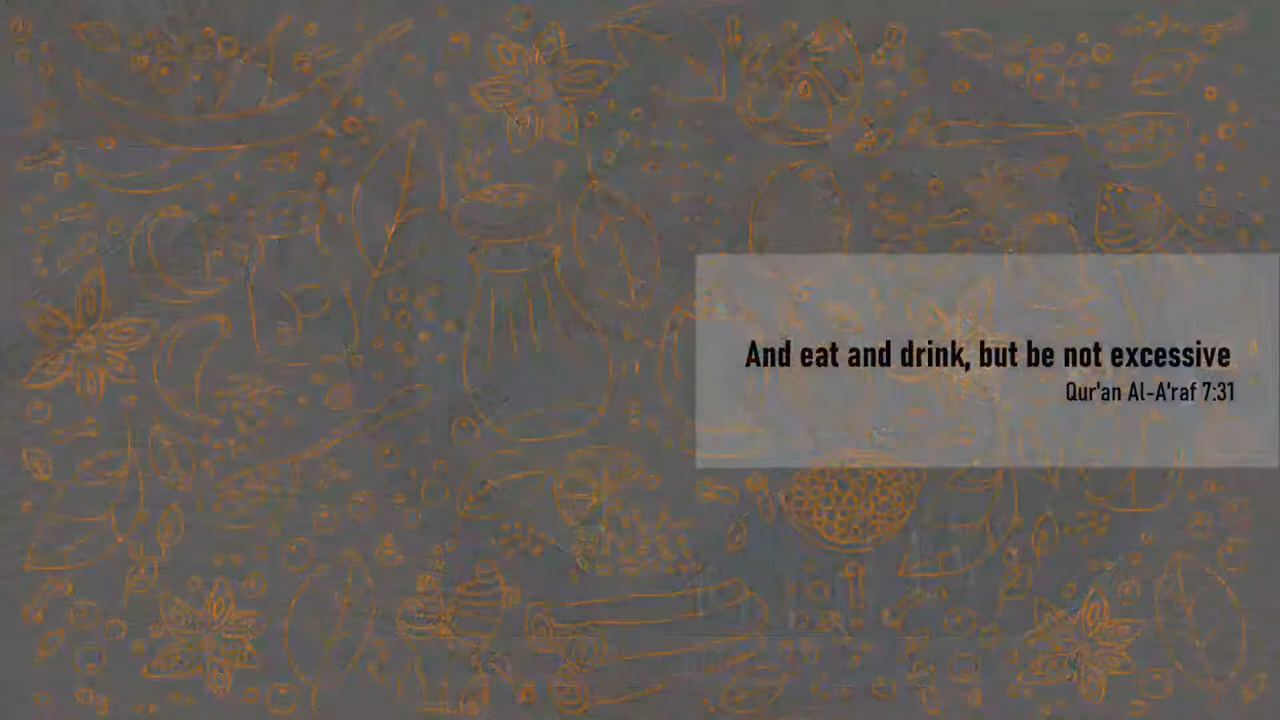 And eat and drink, but be not excessive
Qur'an Al-A'raf 7:31